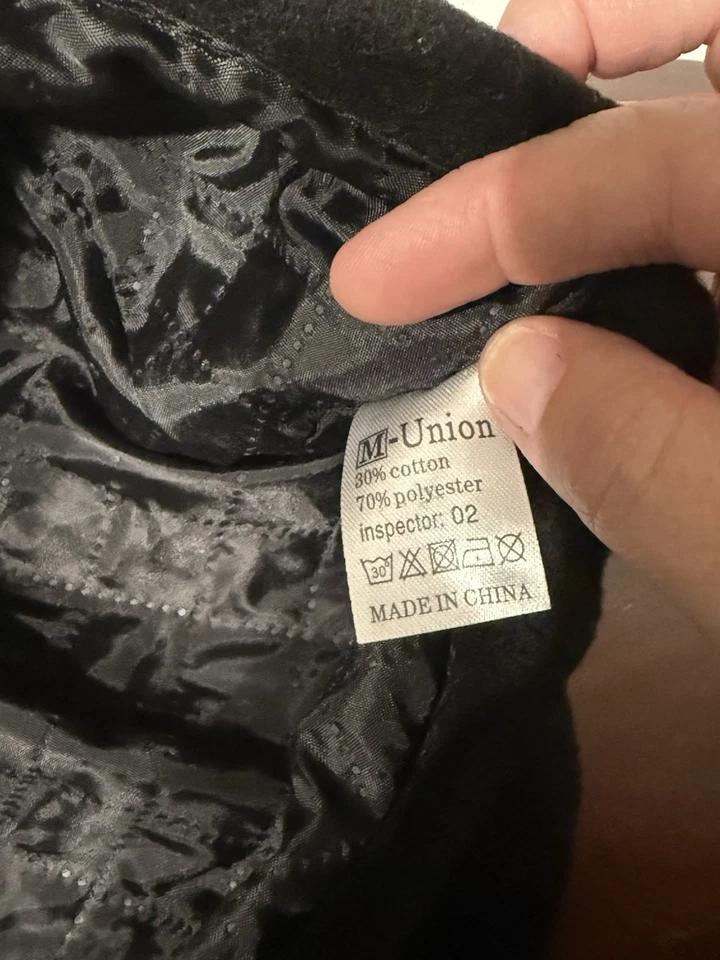 M-Union
30% cotton
70% polyester
inspector: 02
30°
MADE IN CHINA